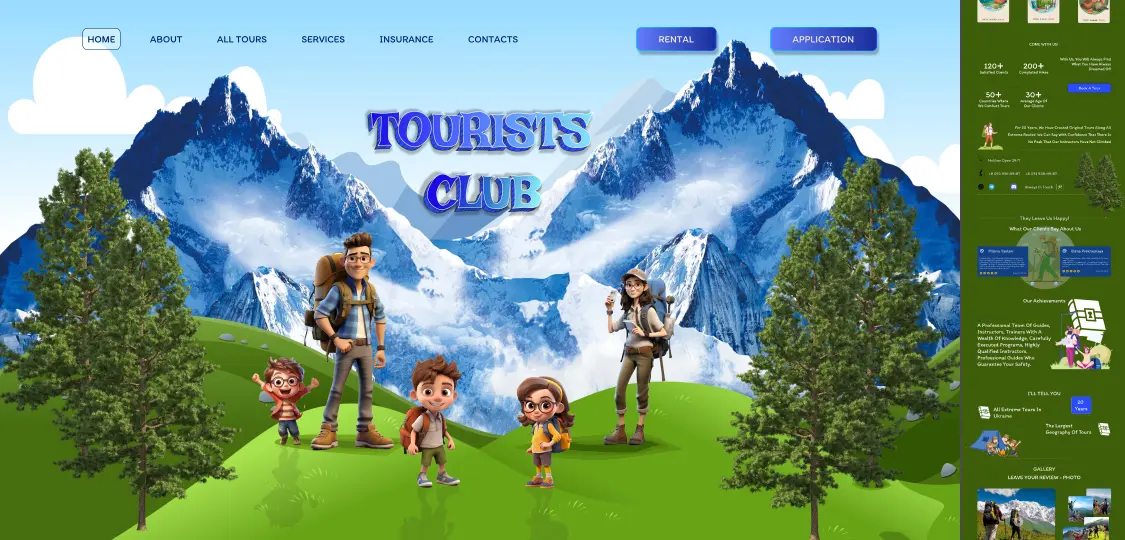 HOME
ABOUT
ALL TOURS
SERVICES
INSURANCE
CONTACTS
RENTAL
APPLICATION
TOURISTS
CLUB
COME WITH US!
120+
Satisfied Clients
200+
Completed Hikes
With Us, You Will Always Find
What You Have Always
Dreamed Of!
Book A Tour
50+
Countries Where
We Conduct Tours
30+
Average Age Of
Our Clients
For 20 Years, We Have Created Original Tours Along All
Extreme Routes! We Can Say With Confidence That There Is
No Peak That Our Instructors Have Not Climbed
Hotline Open 24/7
Always In Touch
They Leave Us Happy!
What Our Clients Say About Us
Our Achievements
A Professional Team Of Guides,
Instructors, Trainers With A
Wealth Of Knowledge, Carefully
Executed Programs, Highly
Qualified Instructors,
Professional Guides Who
Guarantee Your Safety.
I'LL TELL YOU
All Extreme Tours In
Ukraine
20
Years
The Largest
Geography Of Tours
GALLERY
LEAVE YOUR REVIEW - PHOTO